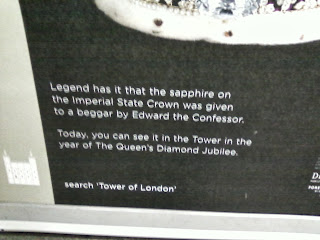 Legend has it that the sapphire on
the Imperial State Crown was given
to a beggar by Edward the Confessor.
Today, you can see it in the Tower in the
year of The Queen's Diamond Jubilee.
search 'Tower of London'